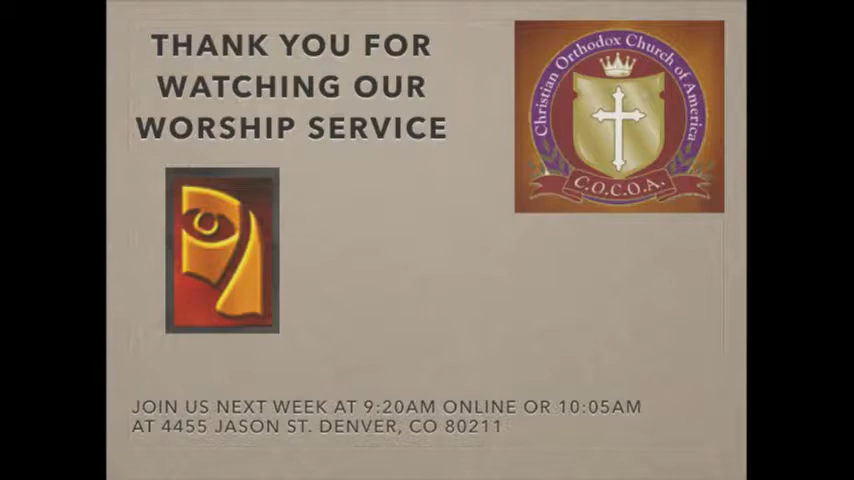 THANK YOU FOR
WATCHING OUR
WORSHIP SERVICE
Christian Orthodox Church of America
C.O.C.O.A.
JOIN US NEXT WEEK AT 9:20AM ONLINE OR 10:05AM
AT 4455 JASON ST. DENVER, CO 80211